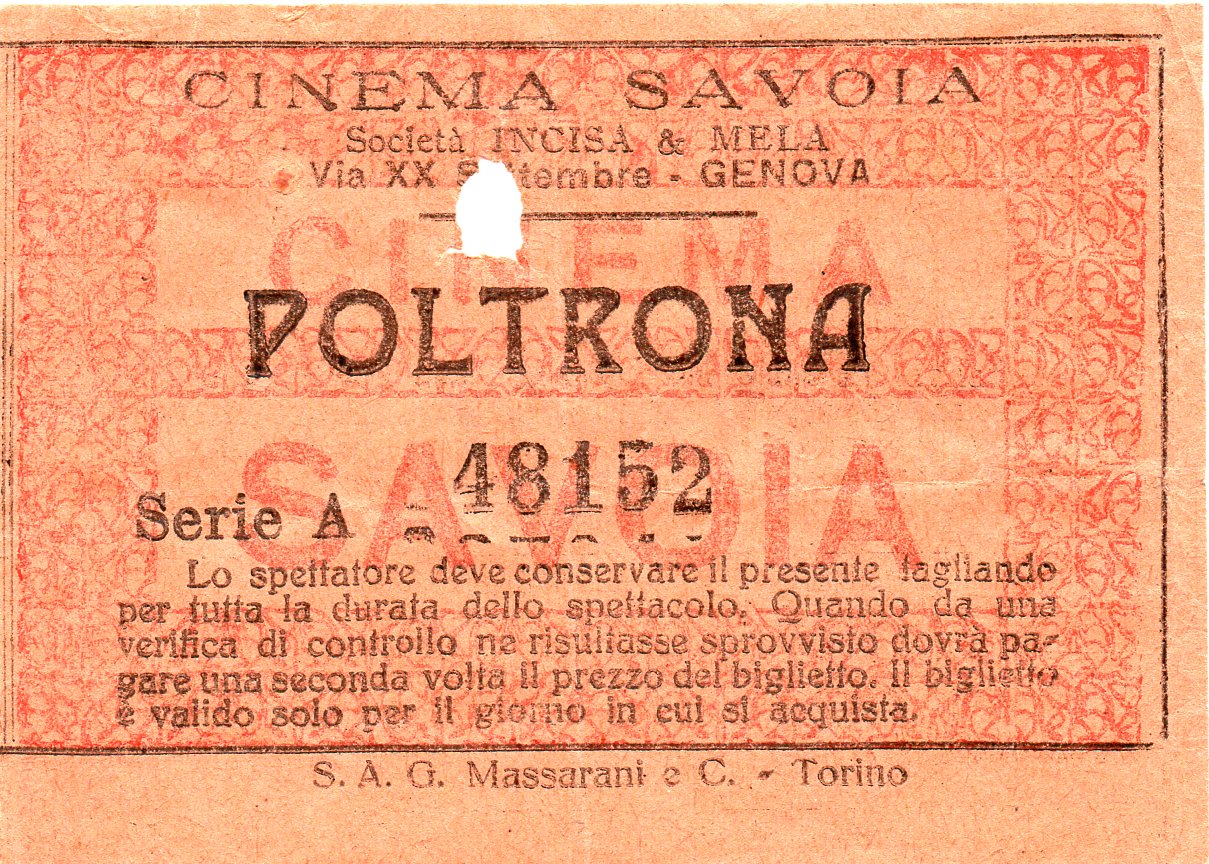 CINEMA SAVOIA
Società INCISA & MELA
Via XX Settembre - GENOVA
CINEMA
POLTRONA
SAVOIA
48152
Serie A
Lo spettatore deve conservare il presente tagliando
per tutta la durata dello spettacolo. Quando da una
verifica di controllo ne risultasse sprovvisto dovrà pa-
gare una seconda volta il prezzo del biglietto. Il biglietto
è valido solo per il giorno in cui si acquista.
S. A. G. Massarani e C. - Torino